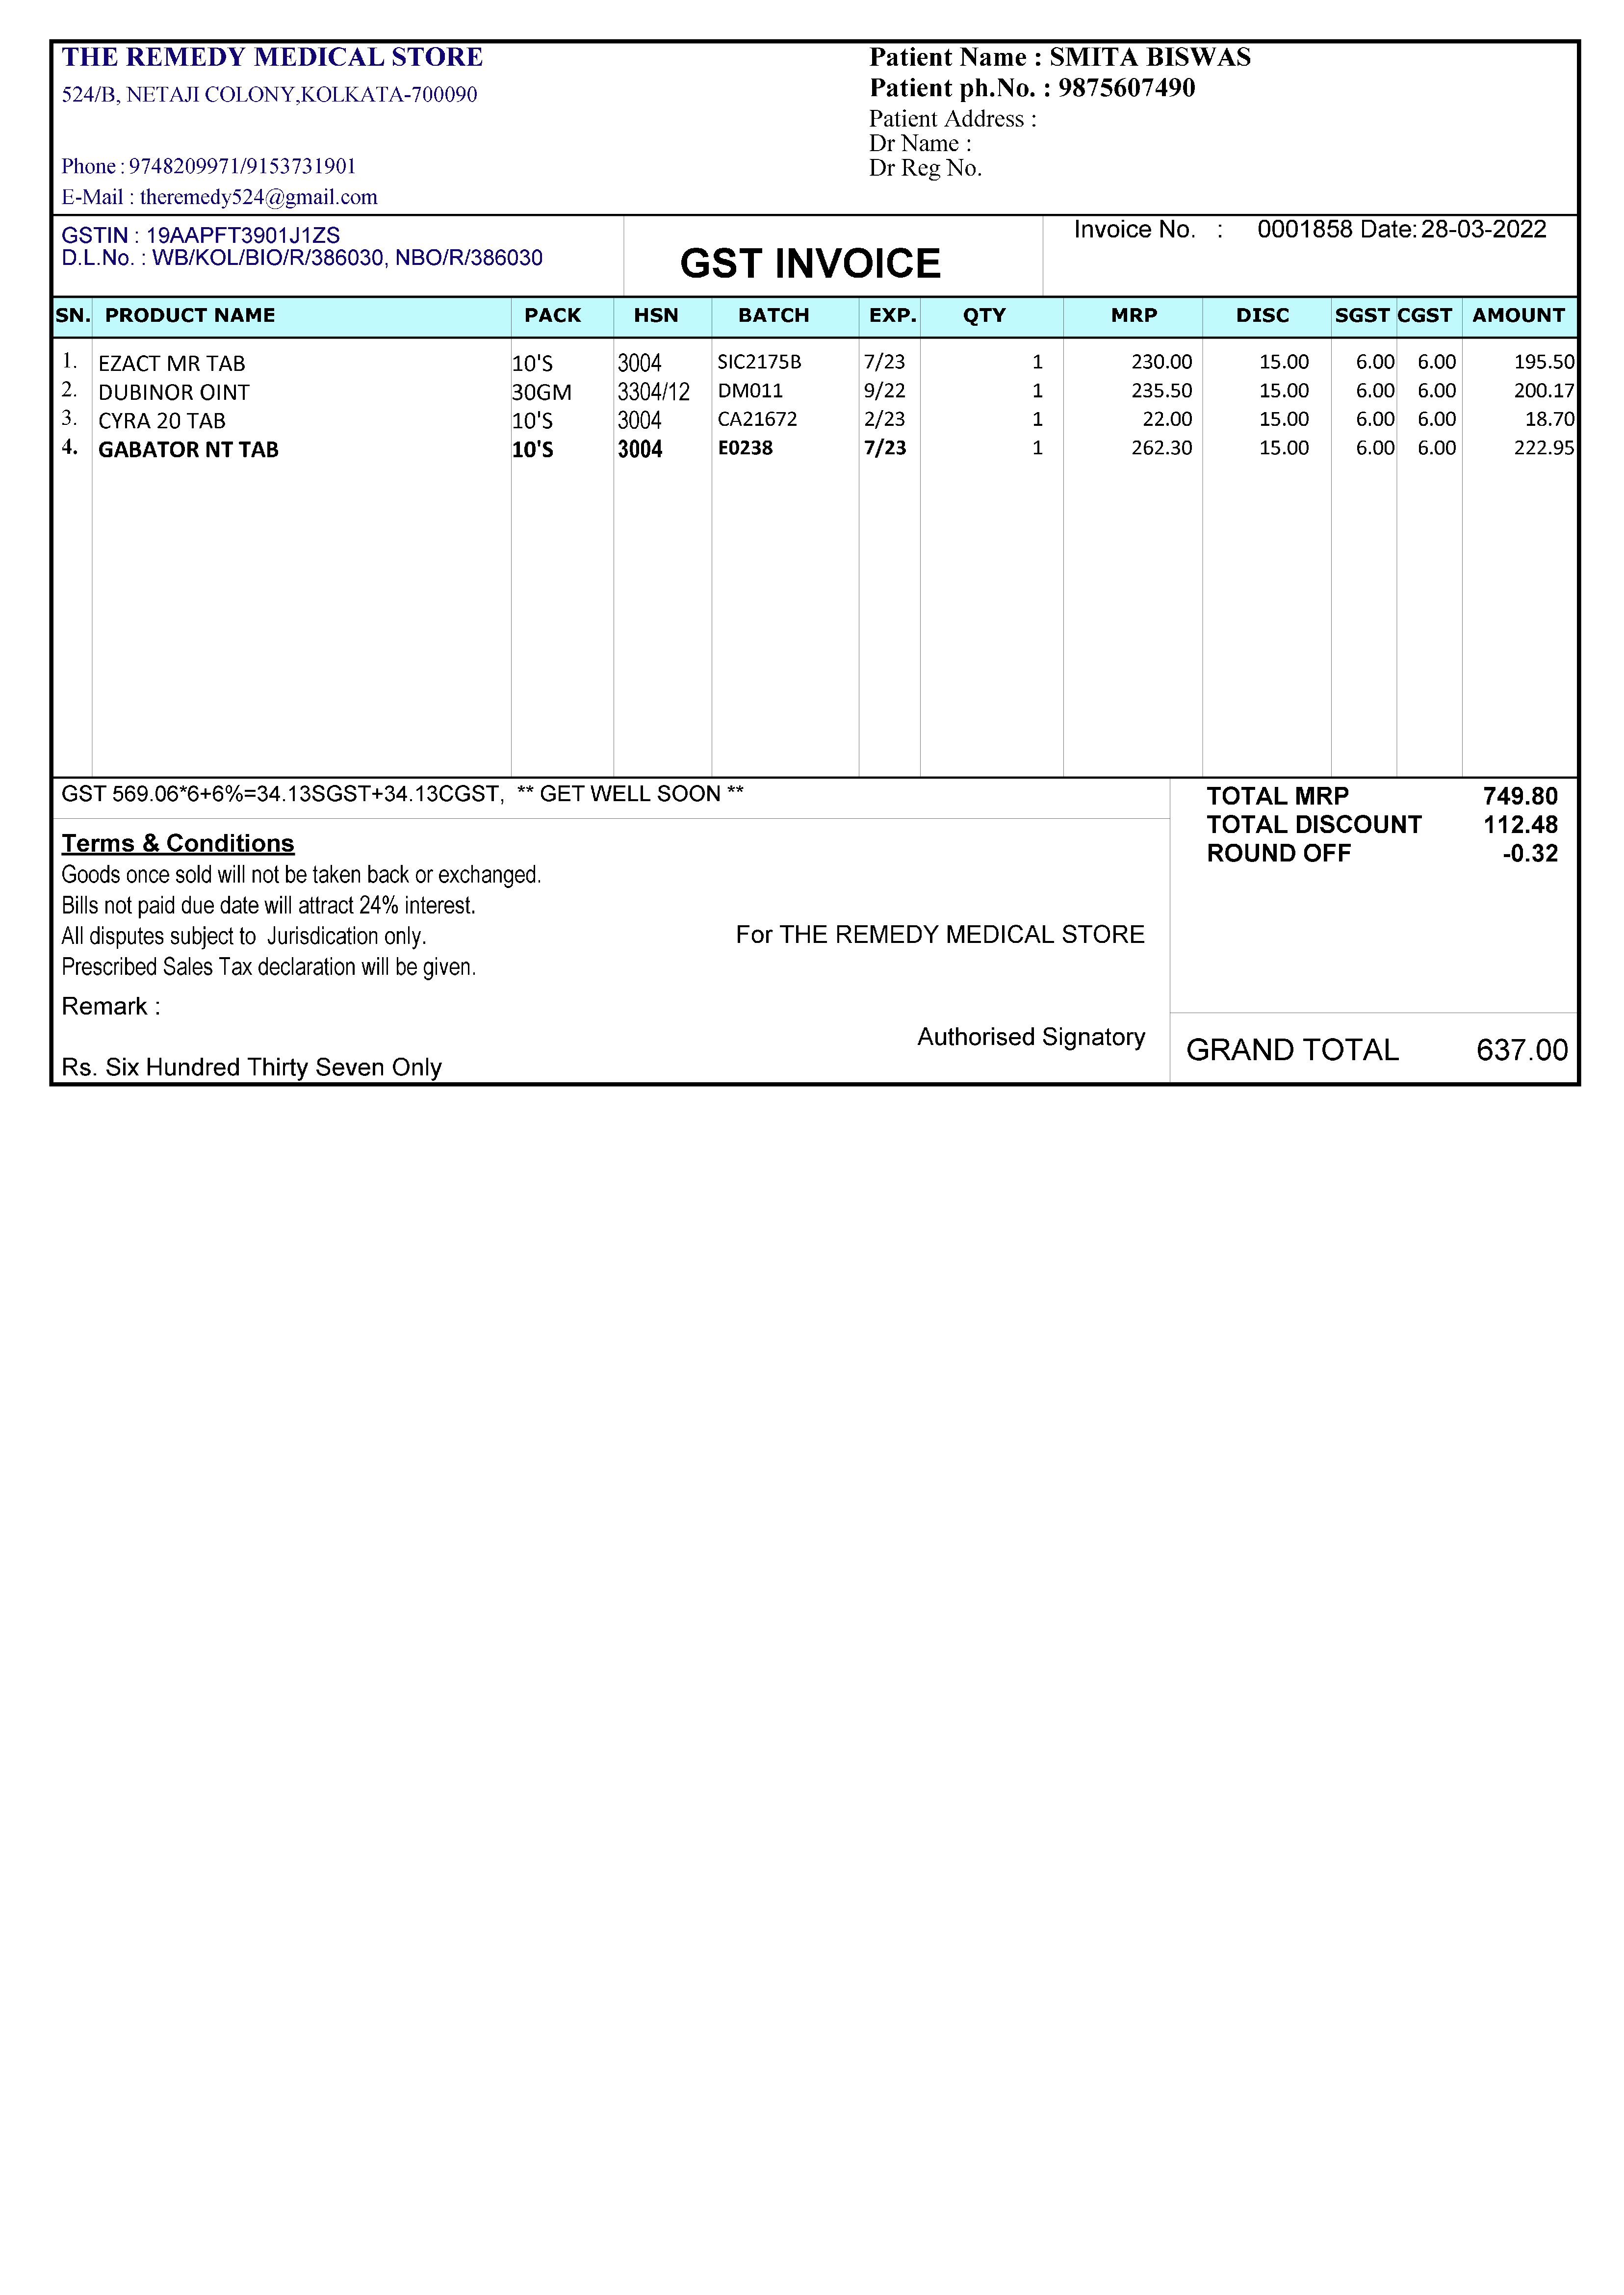 THE REMEDY MEDICAL STORE
524/B, NETAJI COLONY,KOLKATA-700090
Phone : 9748209971/9153731901
E-Mail : theremedy524@gmail.com
Patient Name : SMITA BISWAS
Patient ph.No. : 9875607490
Patient Address :
Dr Name :
Dr Reg No.
GSTIN : 19AAPFT3901J1ZS
D.L.No. : WB/KOL/BIO/R/386030, NBO/R/386030
GST INVOICE
Invoice No. : 0001858 Date: 28-03-2022
SN. PRODUCT NAME PACK HSN BATCH EXP. QTY MRP DISC SGST CGST AMOUNT
1. EZACT MR TAB 10'S 3004 SIC2175B 7/23 1 230.00 15.00 6.00 6.00 195.50
2. DUBINOR OINT 30GM 3304/12 DM011 9/22 1 235.50 15.00 6.00 6.00 200.17
3. CYRA 20 TAB 10'S 3004 CA21672 2/23 1 22.00 15.00 6.00 6.00 18.70
4. GABATOR NT TAB 10'S 3004 E0238 7/23 1 262.30 15.00 6.00 6.00 222.95
GST 569.06*6+6%=34.13SGST+34.13CGST, ** GET WELL SOON **
Terms & Conditions
Goods once sold will not be taken back or exchanged.
Bills not paid due date will attract 24% interest.
All disputes subject to Jurisdication only.
Prescribed Sales Tax declaration will be given.
Remark :
Rs. Six Hundred Thirty Seven Only
For THE REMEDY MEDICAL STORE
Authorised Signatory
TOTAL MRP 749.80
TOTAL DISCOUNT 112.48
ROUND OFF -0.32
GRAND TOTAL 637.00